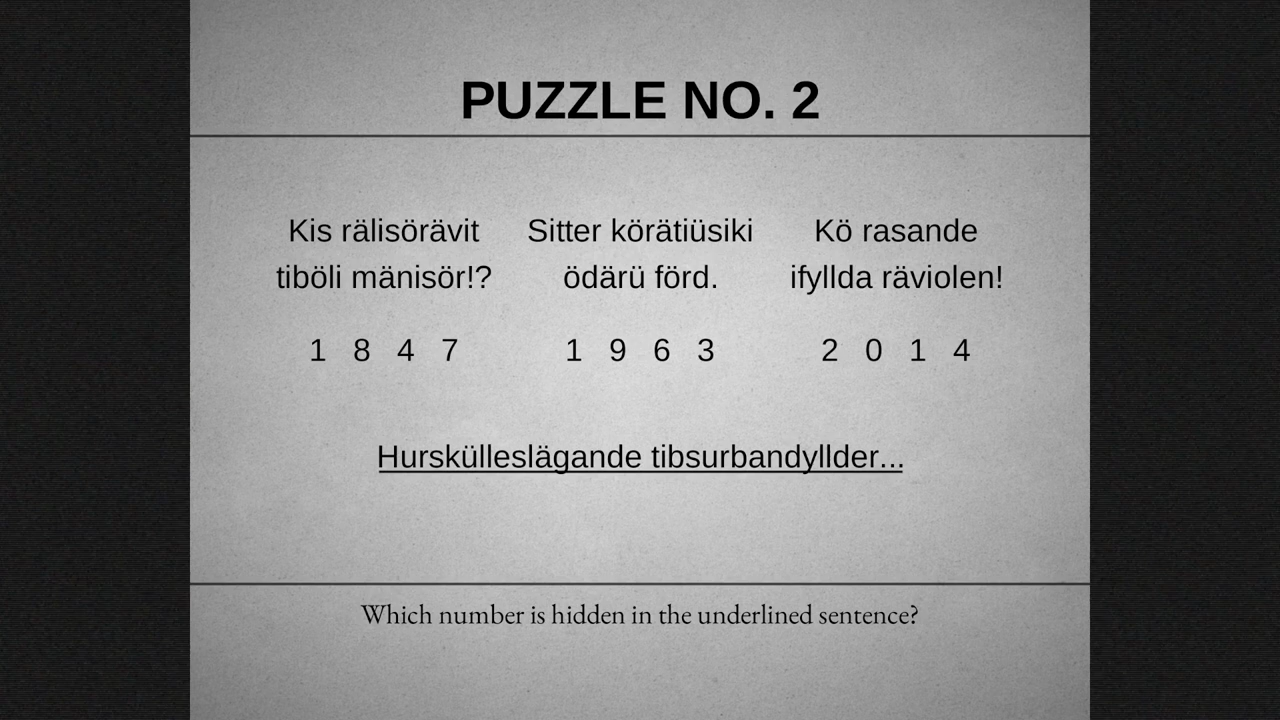 PUZZLE NO. 2
Kis rälisörävit
tiböli mänisör!?
1 8 4 7
Sitter körätiüsiki
ödärü förd.
1 9 6 3
Kö rasande
ifyllda räviolen!
2 0 1 4
Hurskülleslägande tibsurbandyllder...
Which number is hidden in the underlined sentence?